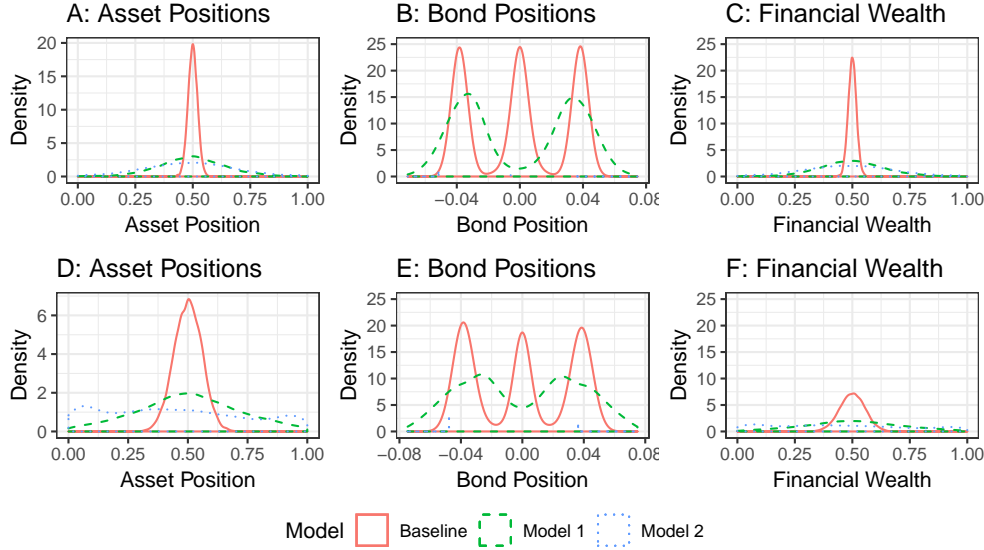 A: Asset Positions
B: Bond Positions
C: Financial Wealth
Density
20
15
10
5
0
0.00 0.25 0.50 0.75 1.00
Asset Position
Density
25
20
15
10
5
0
−0.04 0.00 0.04 0.08
Bond Position
Density
25
20
15
10
5
0
0.00 0.25 0.50 0.75 1.00
Financial Wealth
D: Asset Positions
E: Bond Positions
F: Financial Wealth
Density
6
4
2
0
0.00 0.25 0.50 0.75 1.00
Asset Position
Density
25
20
15
10
5
0
−0.08 −0.04 0.00 0.04 0.08
Bond Position
Density
25
20
15
10
5
0
0.00 0.25 0.50 0.75 1.00
Financial Wealth
Model Baseline Model 1 Model 2